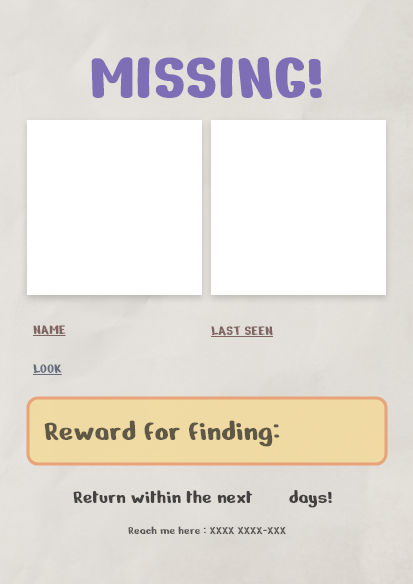 MISSING!
NAME
LAST SEEN
LOOK
Reward for finding:
Return within the next days!
Reach me here : XXXX XXXX-XXX